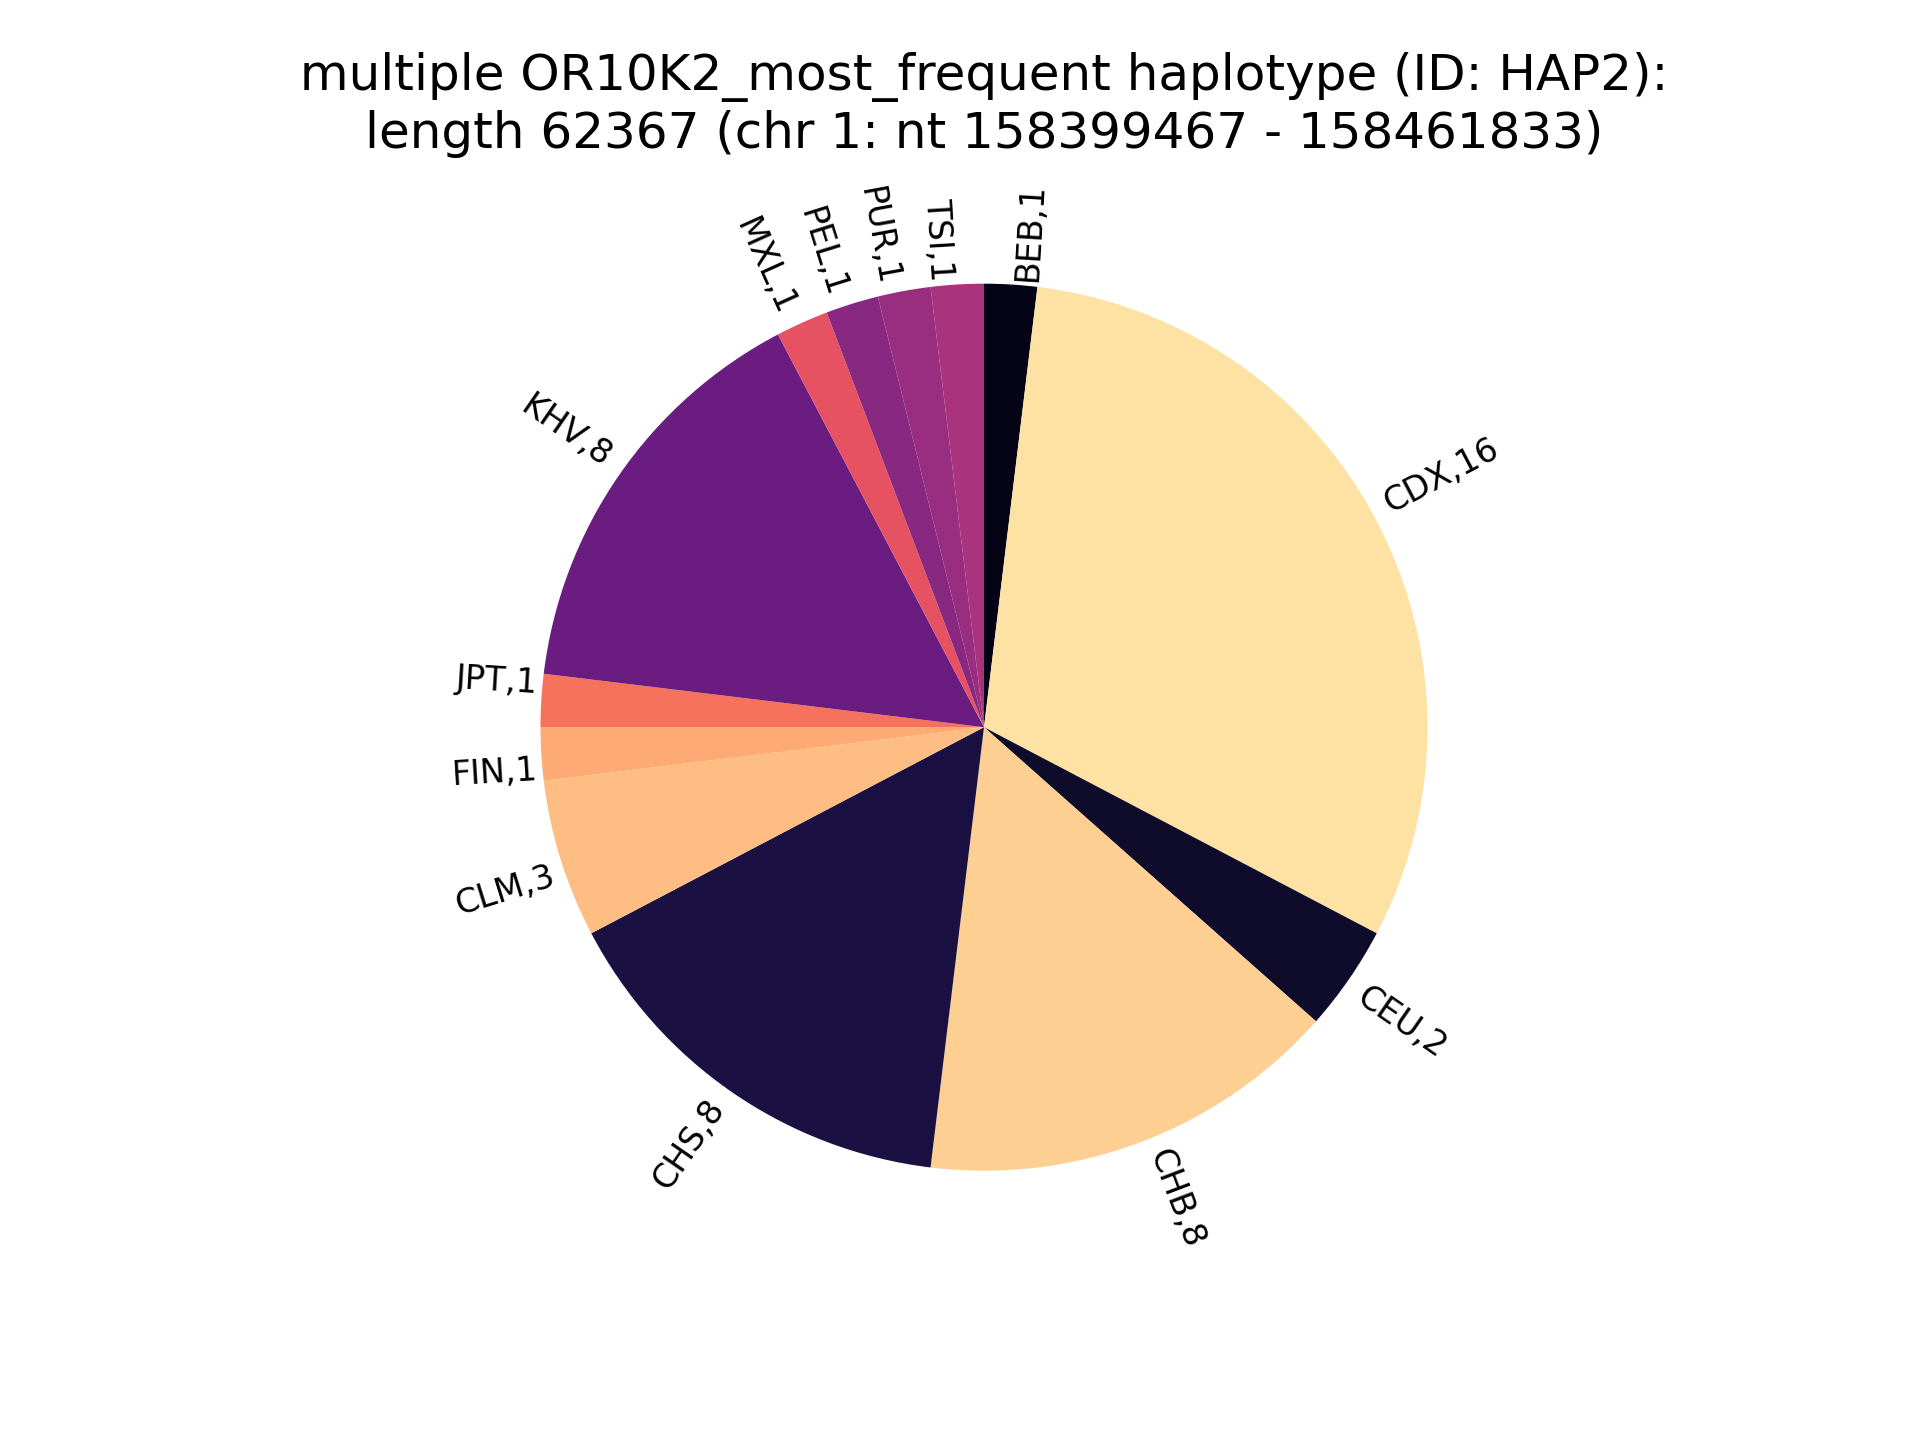 multiple OR10K2_most_frequent haplotype (ID: HAP2):
length 62367 (chr 1: nt 158399467 - 158461833)
BEB,1
CDX,16
CEU,2
CHB,8
CHS,8
CLM,3
FIN,1
JPT,1
KHV,8
MXL,1
PEL,1
PUR,1
TSI,1